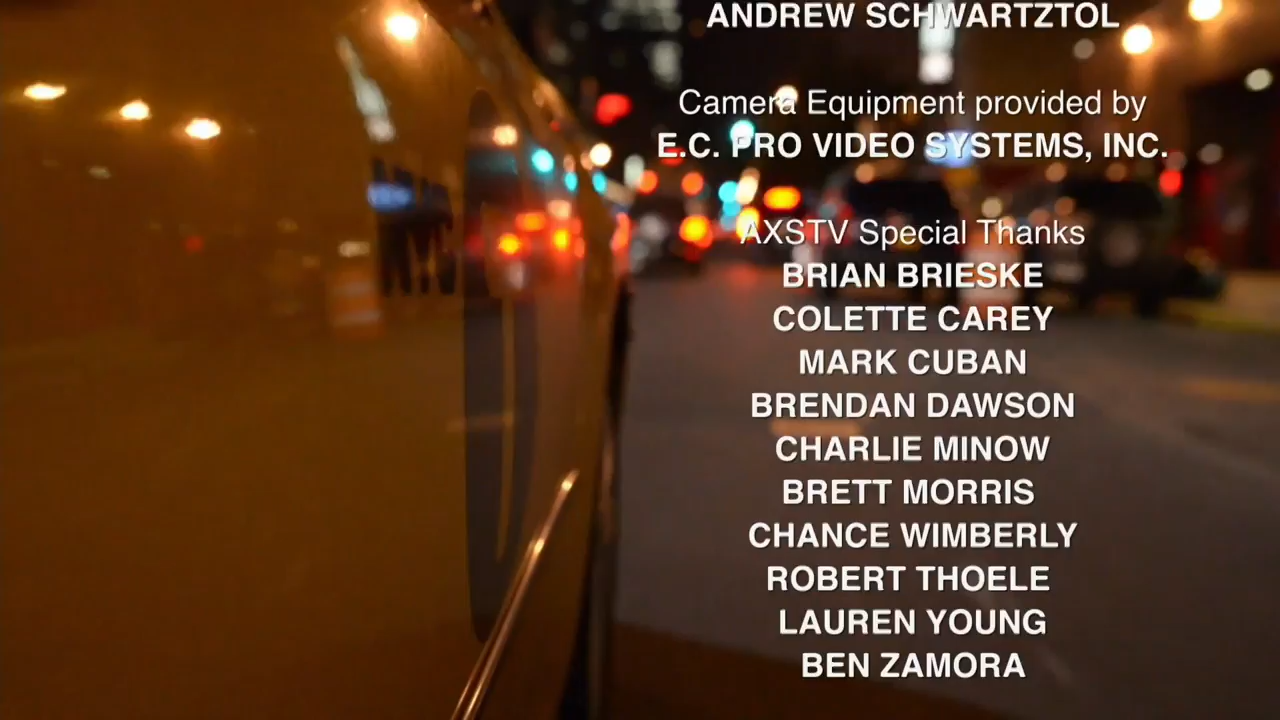 ANDREW SCHWARTZTOL
Camera Equipment provided by
E.C. PRO VIDEO SYSTEMS, INC.
AXSTV Special Thanks
BRIAN BRIESKE
COLETTE CAREY
MARK CUBAN
BRENDAN DAWSON
CHARLIE MINOW
BRETT MORRIS
CHANCE WIMBERLY
ROBERT THOELE
LAUREN YOUNG
BEN ZAMORA